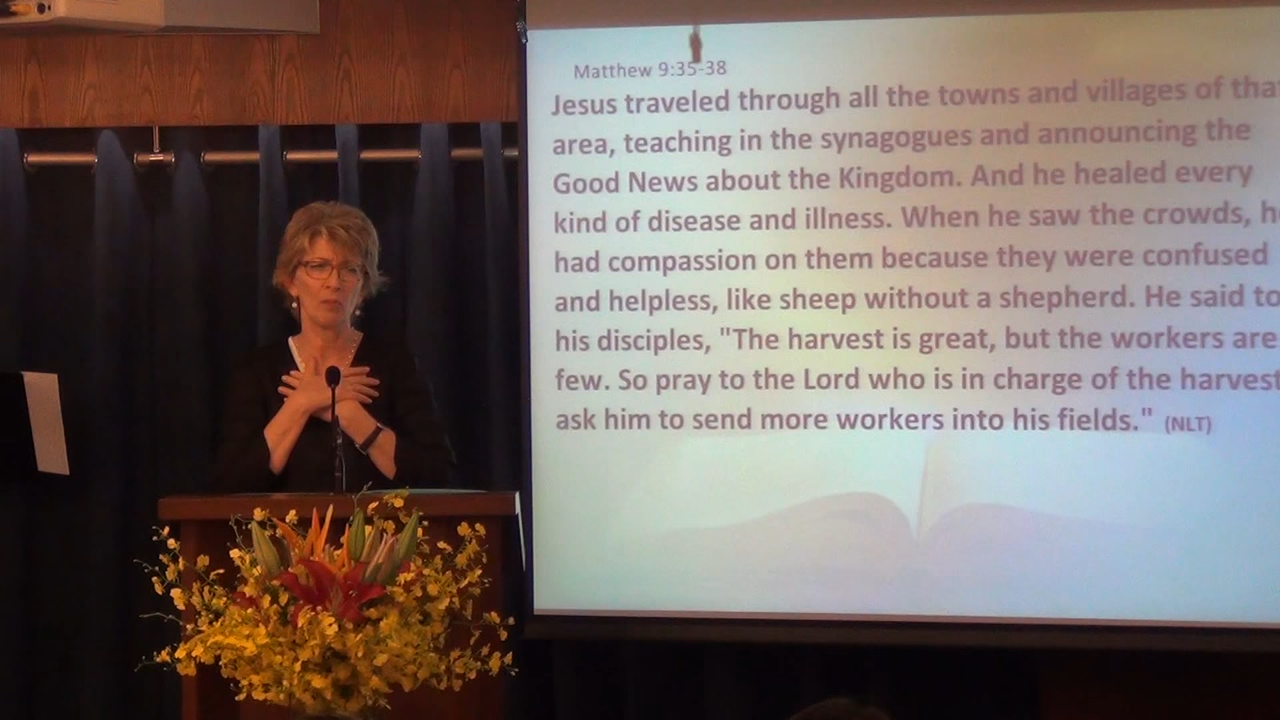 Matthew 9:35-38
Jesus traveled through all the towns and villages of tha
area, teaching in the synagogues and announcing the
Good News about the Kingdom. And he healed every
kind of disease and illness. When he saw the crowds, h
had compassion on them because they were confused
and helpless, like sheep without a shepherd. He said to
his disciples, "The harvest is great, but the workers are
few. So pray to the Lord who is in charge of the harvest
ask him to send more workers into his fields." (NLT)